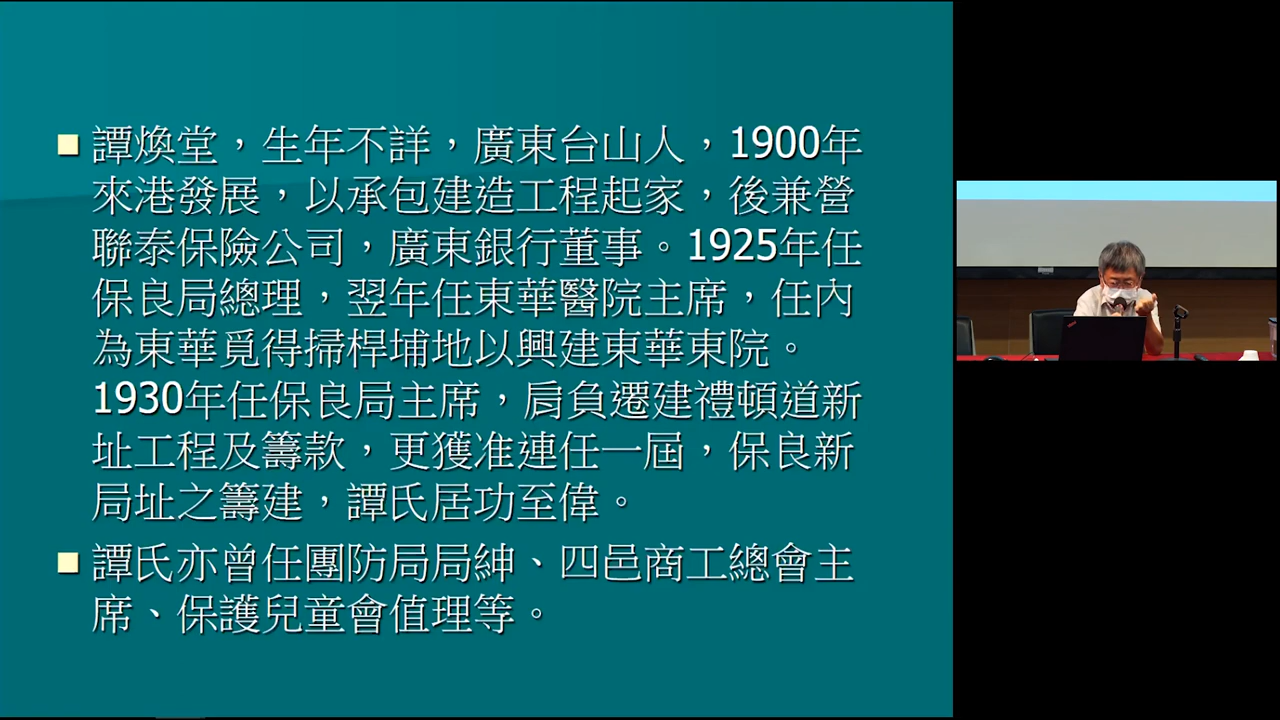 譚煥堂，生年不詳，廣東台山人，1900年
來港發展，以承包建造工程起家，後兼營
聯泰保險公司，廣東銀行董事。1925年任
保良局總理，翌年任東華醫院主席，任內
為東華覓得掃桿埔地以興建東華東院。
1930年任保良局主席，肩負遷建禮頓道新
址工程及籌款，更獲准連任一屆，保良新
局址之籌建，譚氏居功至偉。
譚氏亦曾任團防局局紳、四邑商工總會主
席、保護兒童會值理等。